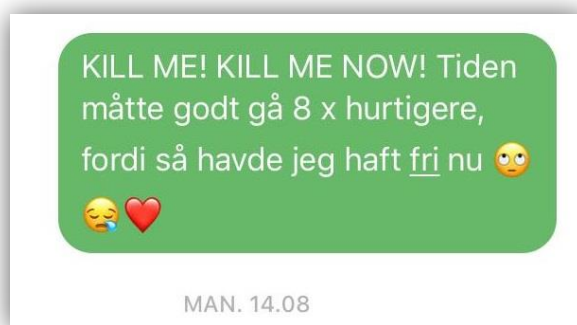 KILL ME! KILL ME NOW! Tiden
måtte godt gå 8 x hurtigere,
fordi så havde jeg haft fri nu 🙄
😪❤️
MAN. 14.08